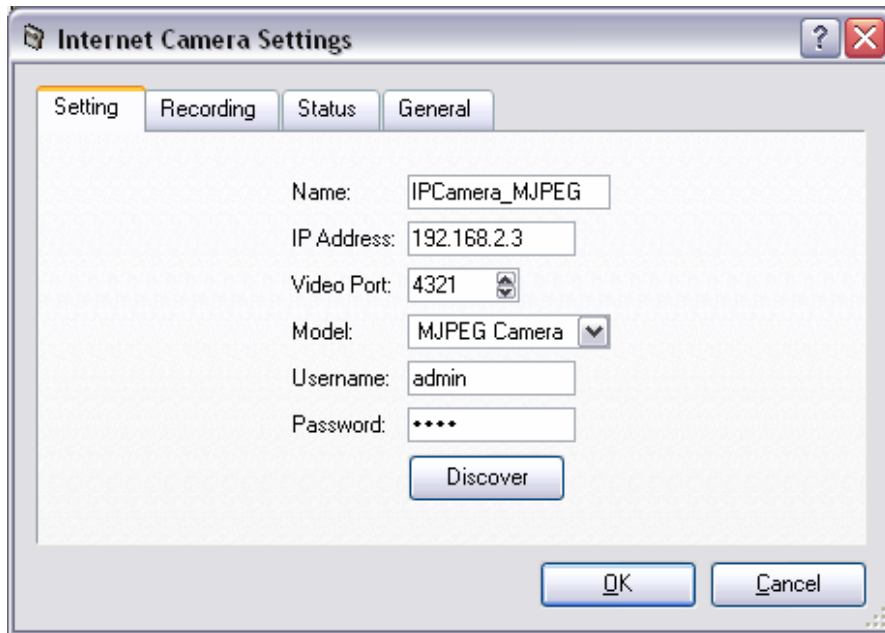 Internet Camera Settings
Setting Recording Status General
Name: IPCamera_MJPEG
IP Address: 192.168.2.3
Video Port: 4321
Model: MJPEG Camera
Username: admin
Password: ••••
Discover
OK Cancel